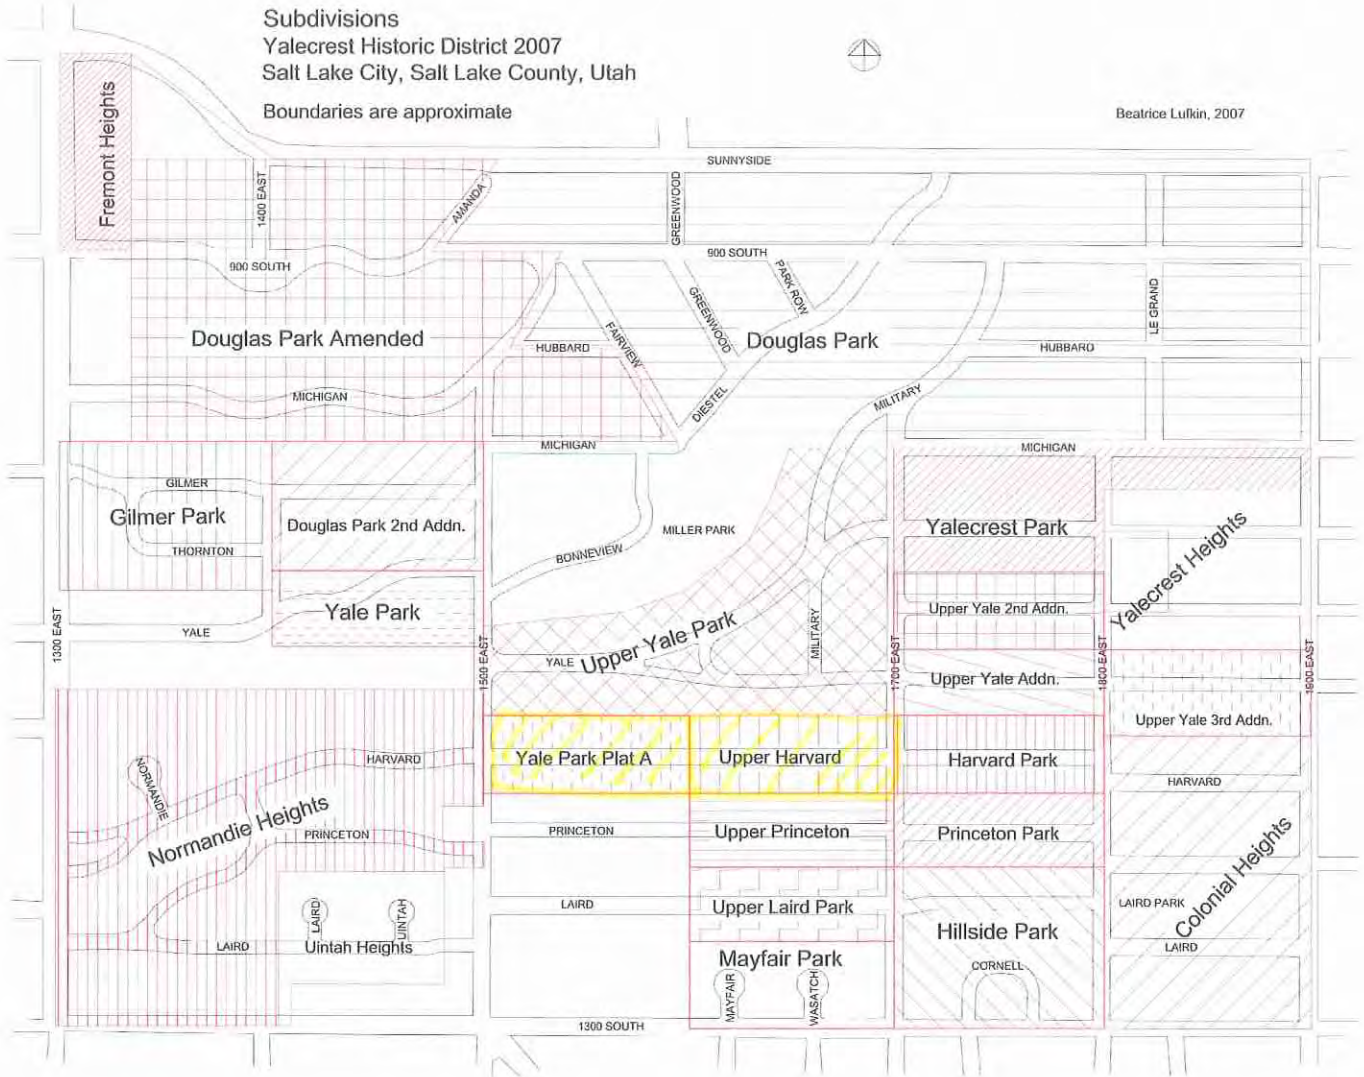 Subdivisions
Yalecrest Historic District 2007
Salt Lake City, Salt Lake County, Utah
Boundaries are approximate
Beatrice Lufkin, 2007
Fremont Heights
SUNNYSIDE
1400 EAST
AMANDA
GREENWOOD
900 SOUTH
900 SOUTH
GREENWOOD
PARK ROW
LE GRAND
Douglas Park Amended
HUBBARD
FAIRVIEW
Douglas Park
HUBBARD
MICHIGAN
DIESTEL
MILITARY
MICHIGAN
MICHIGAN
GILMER
Gilmer Park
Douglas Park 2nd Addn.
THORNTON
BONNEVIEW
MILLER PARK
Yalecrest Park
Yalecrest Heights
Yale Park
Upper Yale 2nd Addn.
1300 EAST
YALE
1500 EAST
YALE
Upper Yale Park
MILITARY
1700 EAST
Upper Yale Addn.
1800 EAST
1900 EAST
Upper Yale 3rd Addn.
NORMANDIE
HARVARD
Yale Park Plat A
Upper Harvard
Harvard Park
HARVARD
Normandie Heights
PRINCETON
PRINCETON
Upper Princeton
Princeton Park
LAIRD
UINTAH
LAIRD
Upper Laird Park
LAIRD PARK
Colonial Heights
LAIRD
Uintah Heights
Hillside Park
LAIRD
Mayfair Park
CORNELL
MAYFAIR
WASATCH
1300 SOUTH